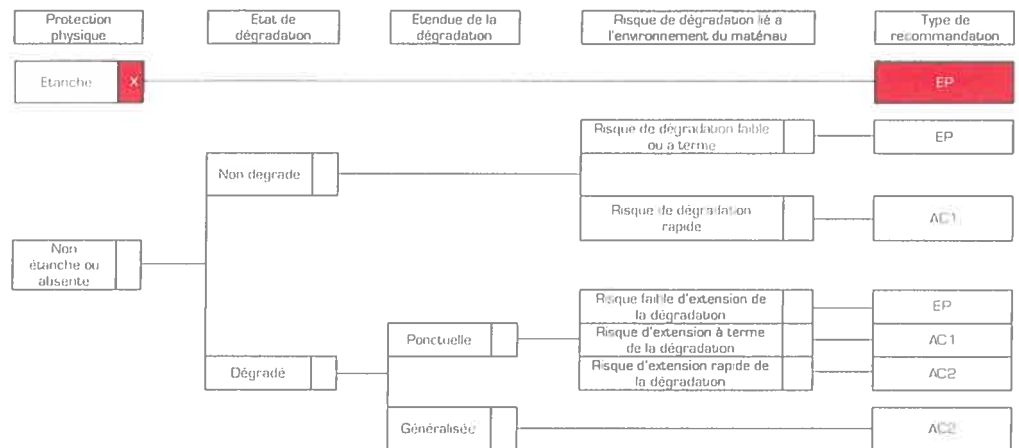 Protection
physique
Etat de
dégradation
Etendue de la
dégradation
Risque de dégradation lié a
l'environnement du maténau
Type de
recommandation
Etanche
X
EP
Risque de dégradation faible
ou a terme
EP
Non degrade
Risque de dégradation
rapide
AC1
Non
étanche ou
absente
Risque faible d'extension de
la dégradation
EP
Ponctuelle
Risque d'extension à terme
de la dégradation
AC1
Dégradé
Risque d'extension rapide de
la dégradation
AC2
Généralisée
AC2